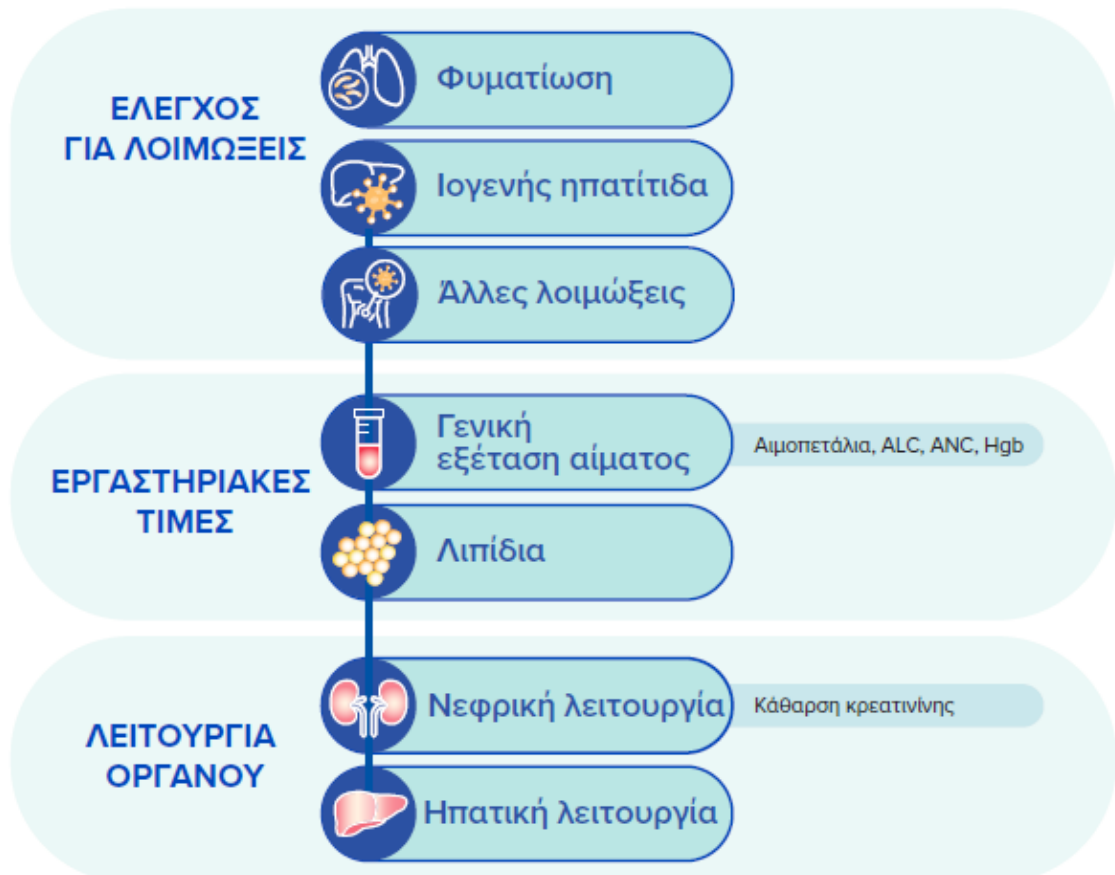 ΕΛΕΓΧΟΣ
ΓΙΑ ΛΟΙΜΩΞΕΙΣ
Φυματίωση
Ιογενής ηπατίτιδα
Άλλες λοιμώξεις
ΕΡΓΑΣΤΗΡΙΑΚΕΣ
ΤΙΜΕΣ
Γενική
εξέταση αίματος
Αιμοπετάλια, ALC, ANC, Hgb
Λιπίδια
ΛΕΙΤΟΥΡΓΙΑ
ΟΡΓΑΝΟΥ
Νεφρική λειτουργία
Κάθαρση κρεατινίνης
Ηπατική λειτουργία